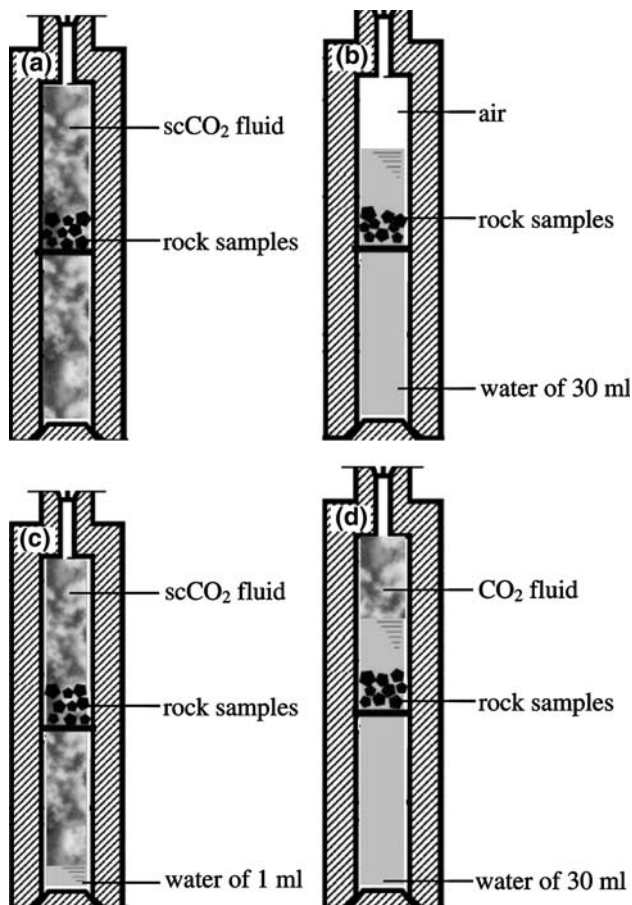 (a)
scCO₂ fluid
rock samples
(b)
air
rock samples
water of 30 ml
(c)
scCO₂ fluid
rock samples
water of 1 ml
(d)
CO₂ fluid
rock samples
water of 30 ml